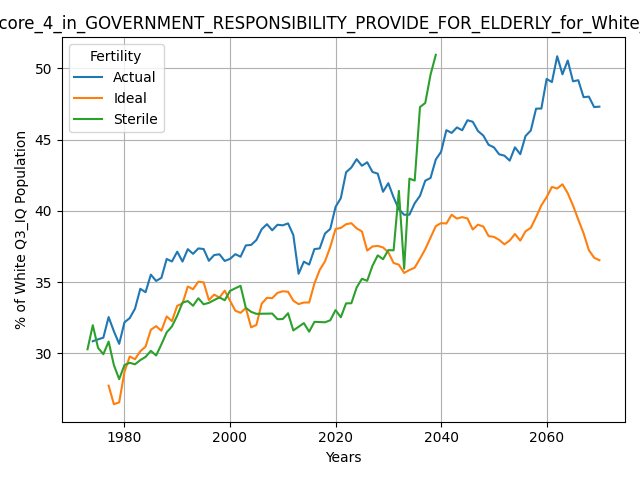 core_4_in_GOVERNMENT_RESPONSIBILITY_PROVIDE_FOR_ELDERLY_for_White_
Fertility
Actual
Ideal
Sterile
% of White Q3_IQ Population
50
45
40
35
30
1980
2000
2020
2040
2060
Years